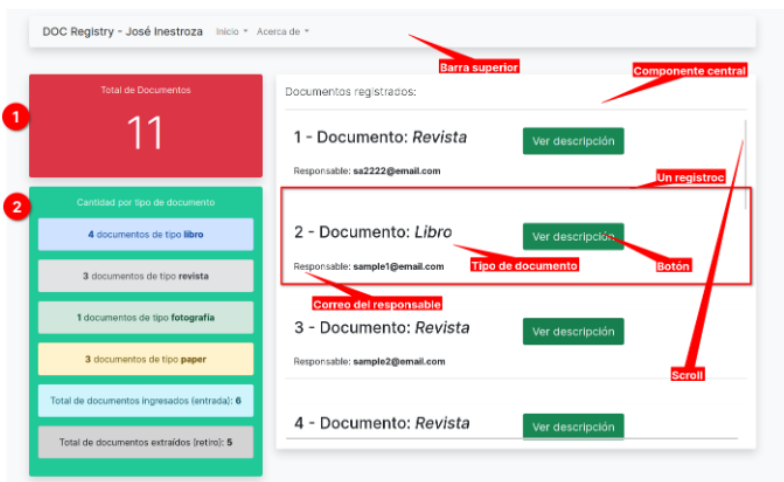 DOC Registry - José Inestroza Inicio Acerca de
Barra superior
Componente central
1
Total de Documentos
11
2
Cantidad por tipo de documento
4 documentos de tipo libro
3 documentos de tipo revista
1 documentos de tipo fotografía
3 documentos de tipo paper
Total de documentos ingresados (entrada): 6
Total de documentos extraídos (retiro): 5
Documentos registrados:
1 - Documento: Revista
Ver descripción
Responsable: sa2222@email.com
Un registroc
2 - Documento: Libro
Ver descripción
Responsable: sample1@email.com
Tipo de documento
Botón
Correo del responsable
3 - Documento: Revista
Ver descripción
Responsable: sample2@email.com
Scroll
4 - Documento: Revista
Ver descripción